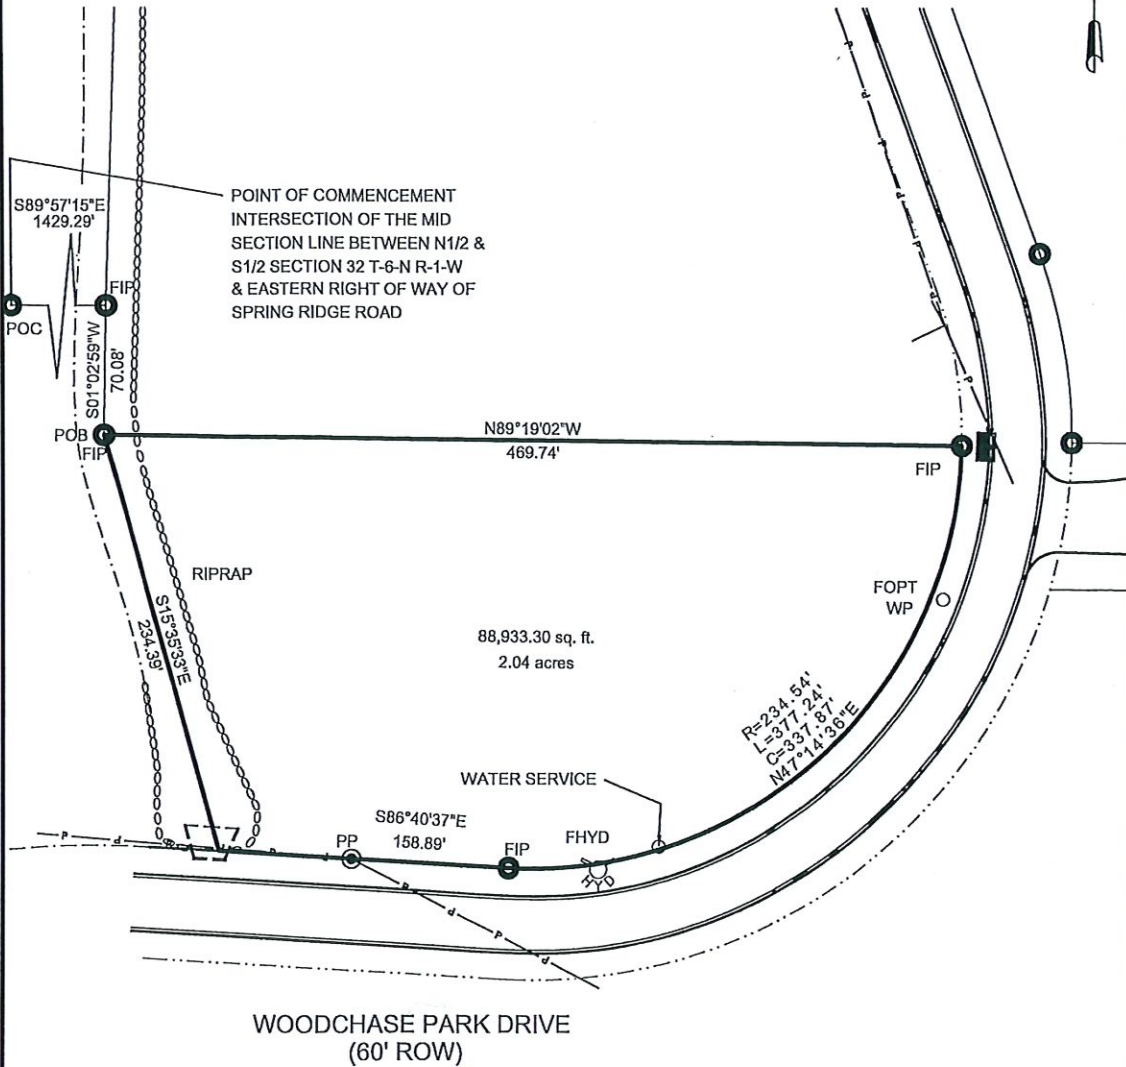 S89°57'15"E
1429.29'
POINT OF COMMENCEMENT
INTERSECTION OF THE MID
SECTION LINE BETWEEN N1/2 &
S1/2 SECTION 32 T-6-N R-1-W
& EASTERN RIGHT OF WAY OF
SPRING RIDGE ROAD
FIP
POC
S01°02'59"W
70.08'
POB
FIP
N89°19'02"W
469.74'
FIP
RIPRAP
S15°35'33"E
234.39'
FOPT
WP
88,933.30 sq. ft.
2.04 acres
R=234.54'
L=377.24'
C=337.87'
N47°14'36"E
WATER SERVICE
S86°40'37"E
158.89'
PP
FIP
FHYD
HYD
P
P
P
P
P
P
P
P
P
P
P
P
P
WOODCHASE PARK DRIVE
(60' ROW)